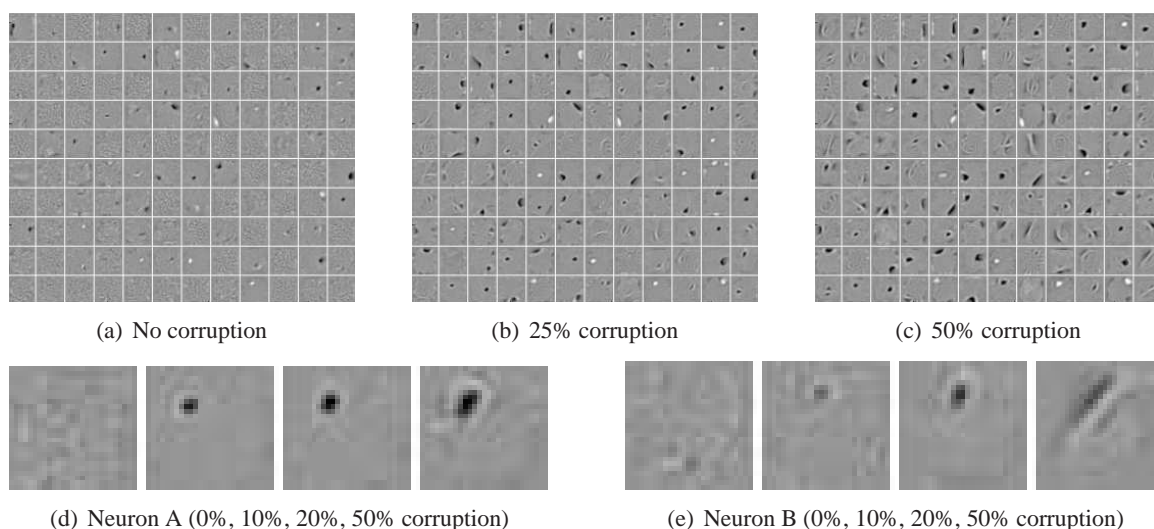 (a) No corruption
(b) 25% corruption
(c) 50% corruption
(d) Neuron A (0%, 10%, 20%, 50% corruption)
(e) Neuron B (0%, 10%, 20%, 50% corruption)